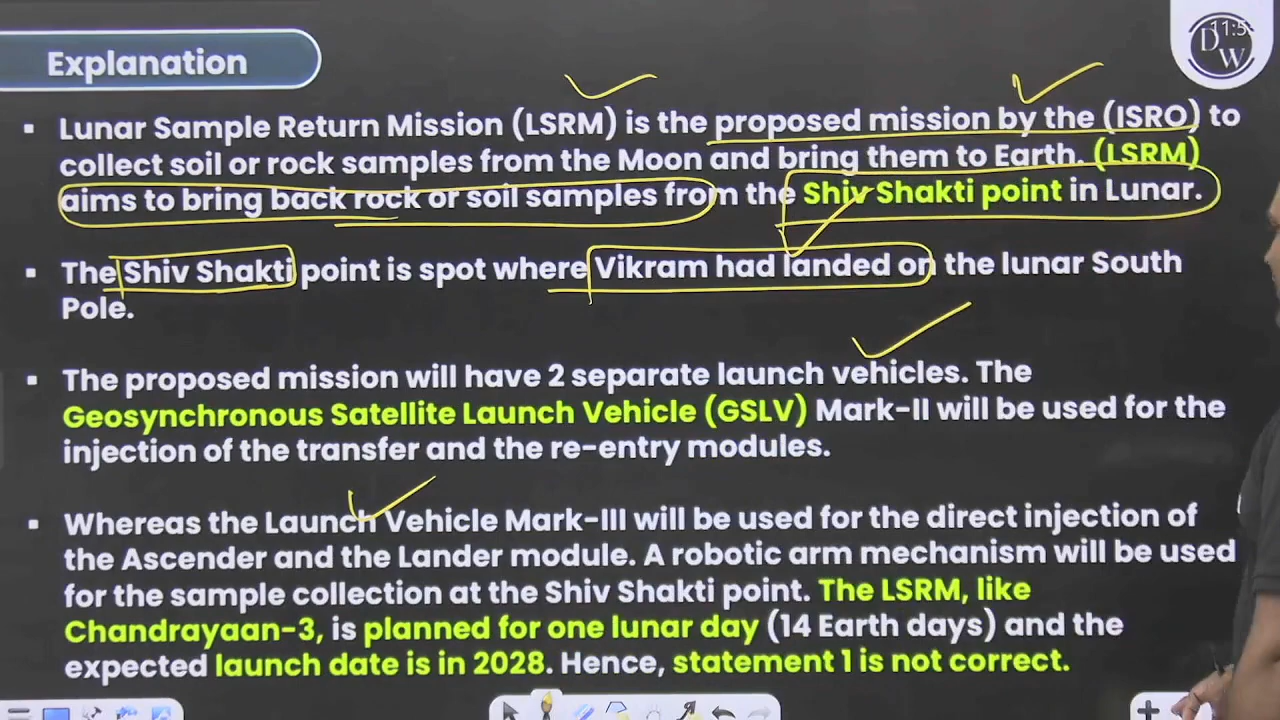 11:5
D
W
Explanation
▪ Lunar Sample Return Mission (LSRM) is the proposed mission by the (ISRO) to
collect soil or rock samples from the Moon and bring them to Earth. (LSRM)
aims to bring back rock or soil samples from the Shiv Shakti point in Lunar.
▪ The Shiv Shakti point is spot where Vikram had landed on the lunar South
Pole.
▪ The proposed mission will have 2 separate launch vehicles. The
Geosynchronous Satellite Launch Vehicle (GSLV) Mark-II will be used for the
injection of the transfer and the re-entry modules.
▪ Whereas the Launch Vehicle Mark-III will be used for the direct injection of
the Ascender and the Lander module. A robotic arm mechanism will be used
for the sample collection at the Shiv Shakti point. The LSRM, like
Chandrayaan-3, is planned for one lunar day (14 Earth days) and the
expected launch date is in 2028. Hence, statement 1 is not correct.